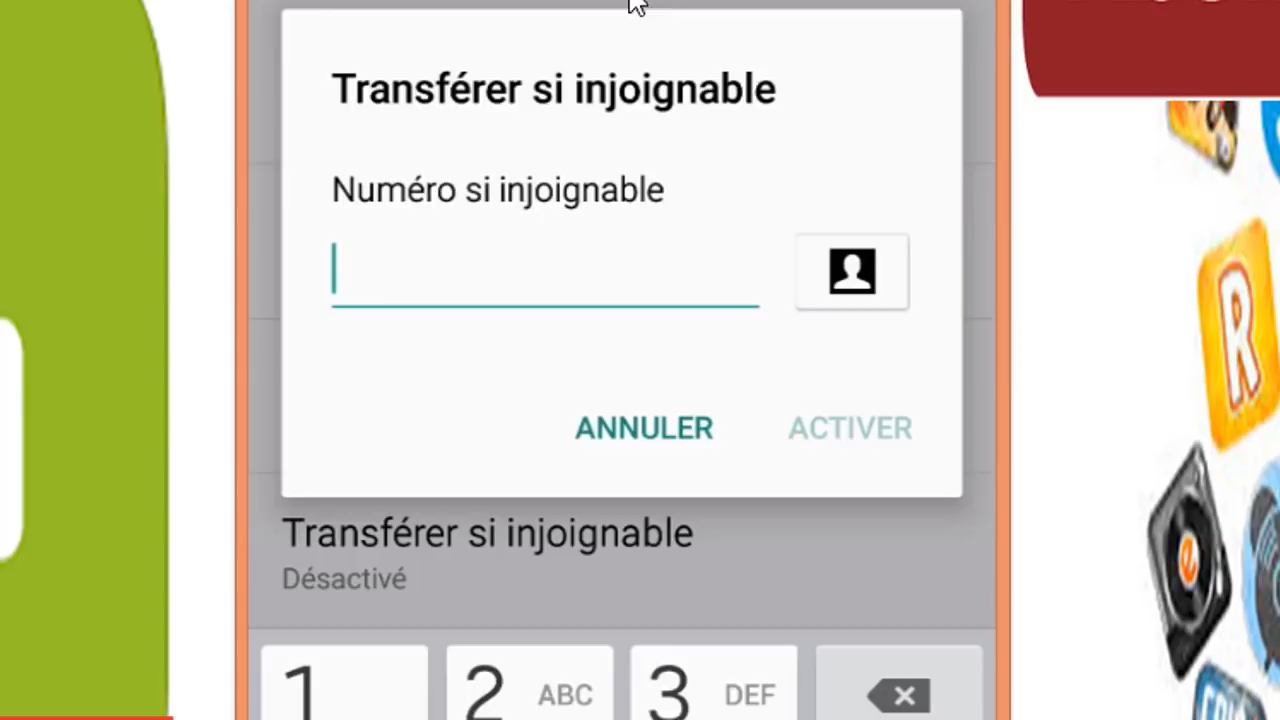 Transférer si injoignable
Numéro si injoignable
ANNULER ACTIVER
Transférer si injoignable
Désactivé
1 2 ABC 3 DEF
R
e